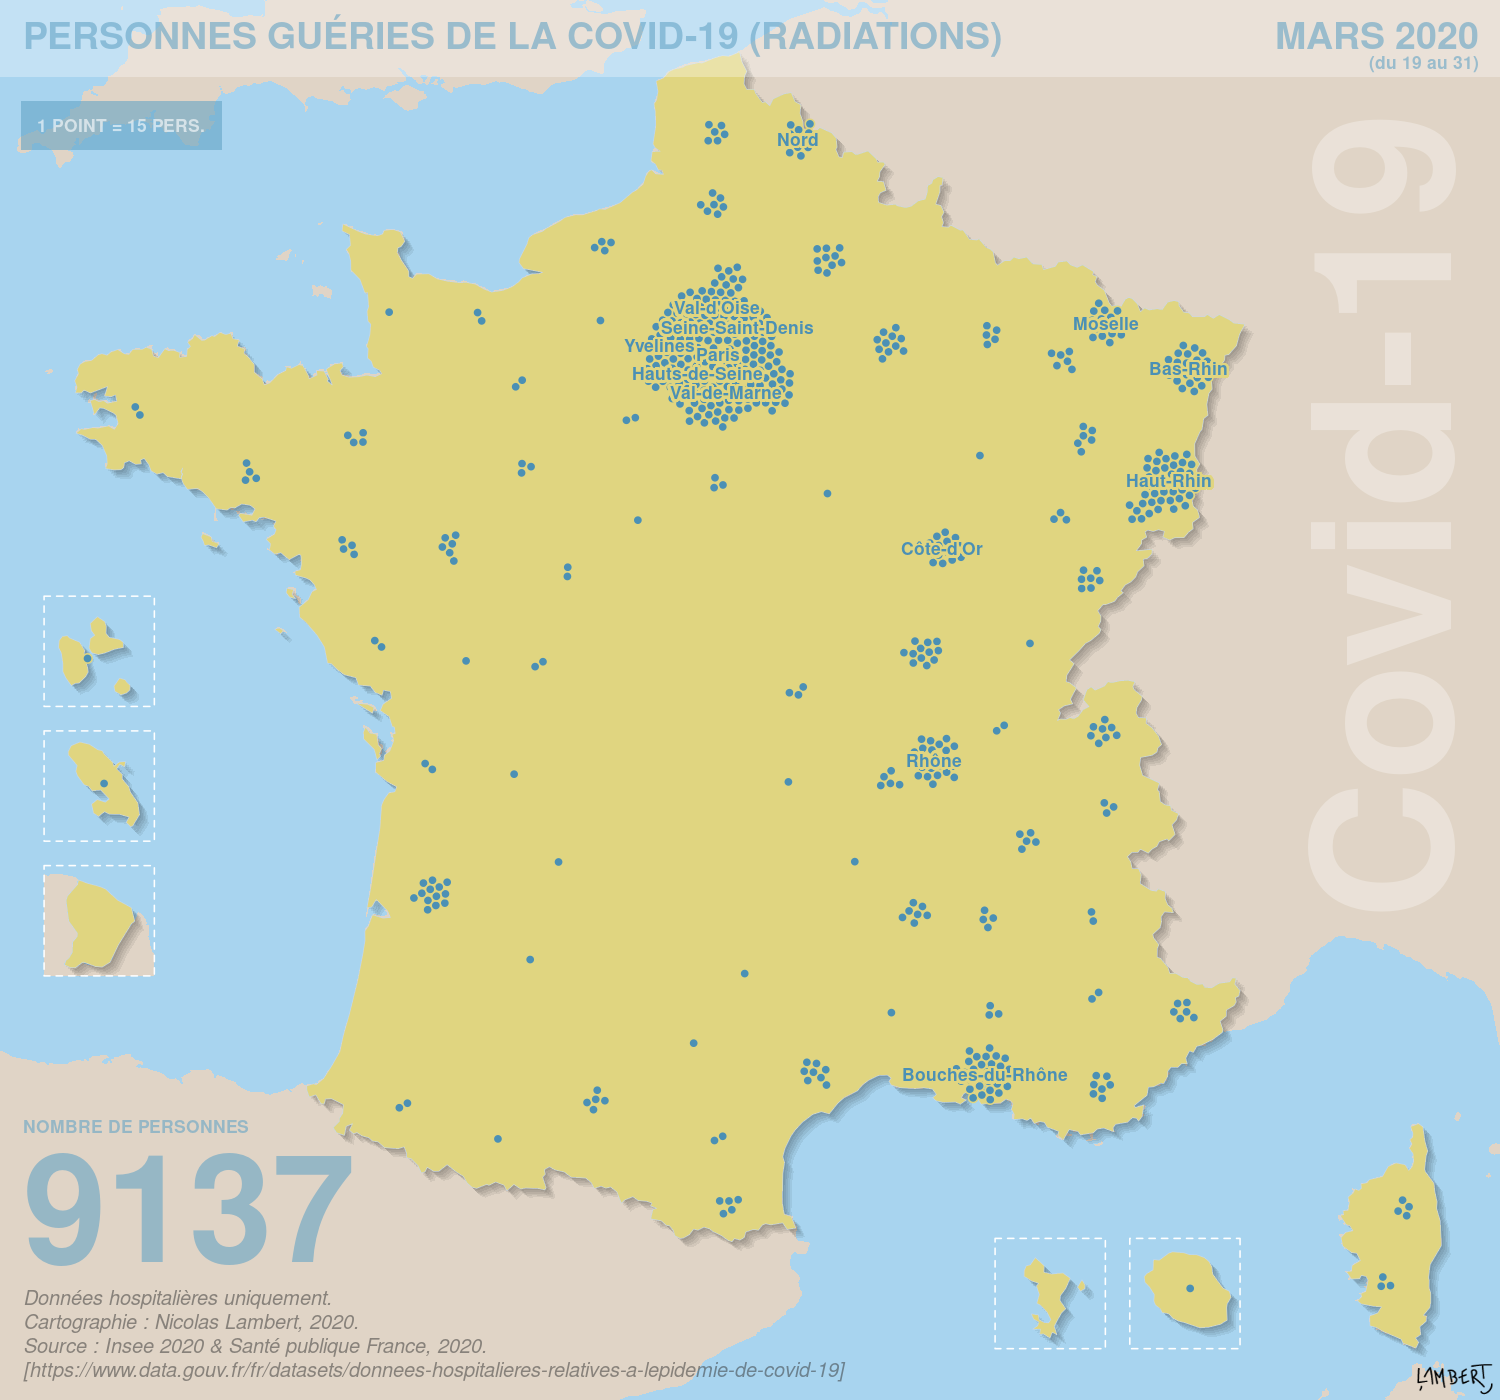 PERSONNES GUÉRIES DE LA COVID-19 (RADIATIONS)
MARS 2020
(du 19 au 31)
1 POINT = 15 PERS.
Covid-19
Nord
Val-d'Oise
Seine-Saint-Denis
Yvelines
Paris
Hauts-de-Seine
Val-de-Marne
Moselle
Bas-Rhin
Haut-Rhin
Côte-d'Or
Rhône
Bouches-du-Rhône
NOMBRE DE PERSONNES
9137
Données hospitalières uniquement.
Cartographie : Nicolas Lambert, 2020.
Source : Insee 2020 & Santé publique France, 2020.
[https://www.data.gouv.fr/fr/datasets/donnees-hospitalieres-relatives-a-lepidemie-de-covid-19]
LAMBERT